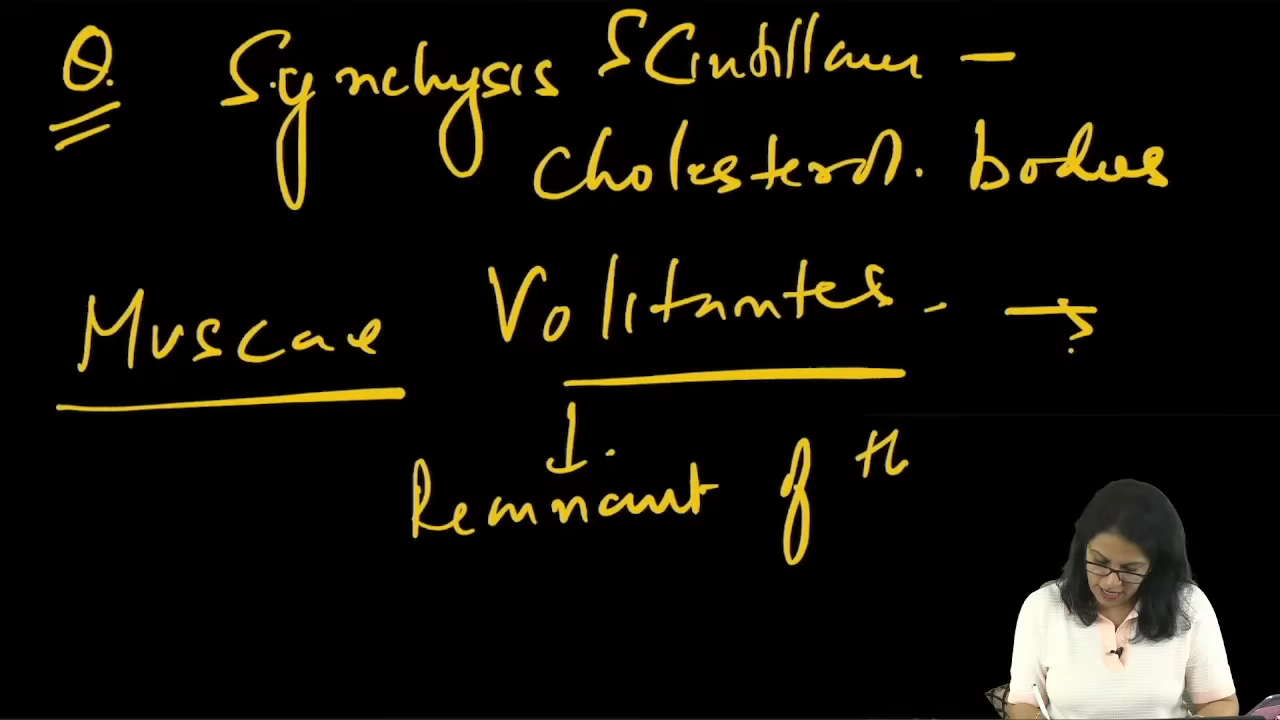 Q. Synchysis Scintillans –
Cholesterol. bodies
Muscae Volitantes. →
Remnant of th